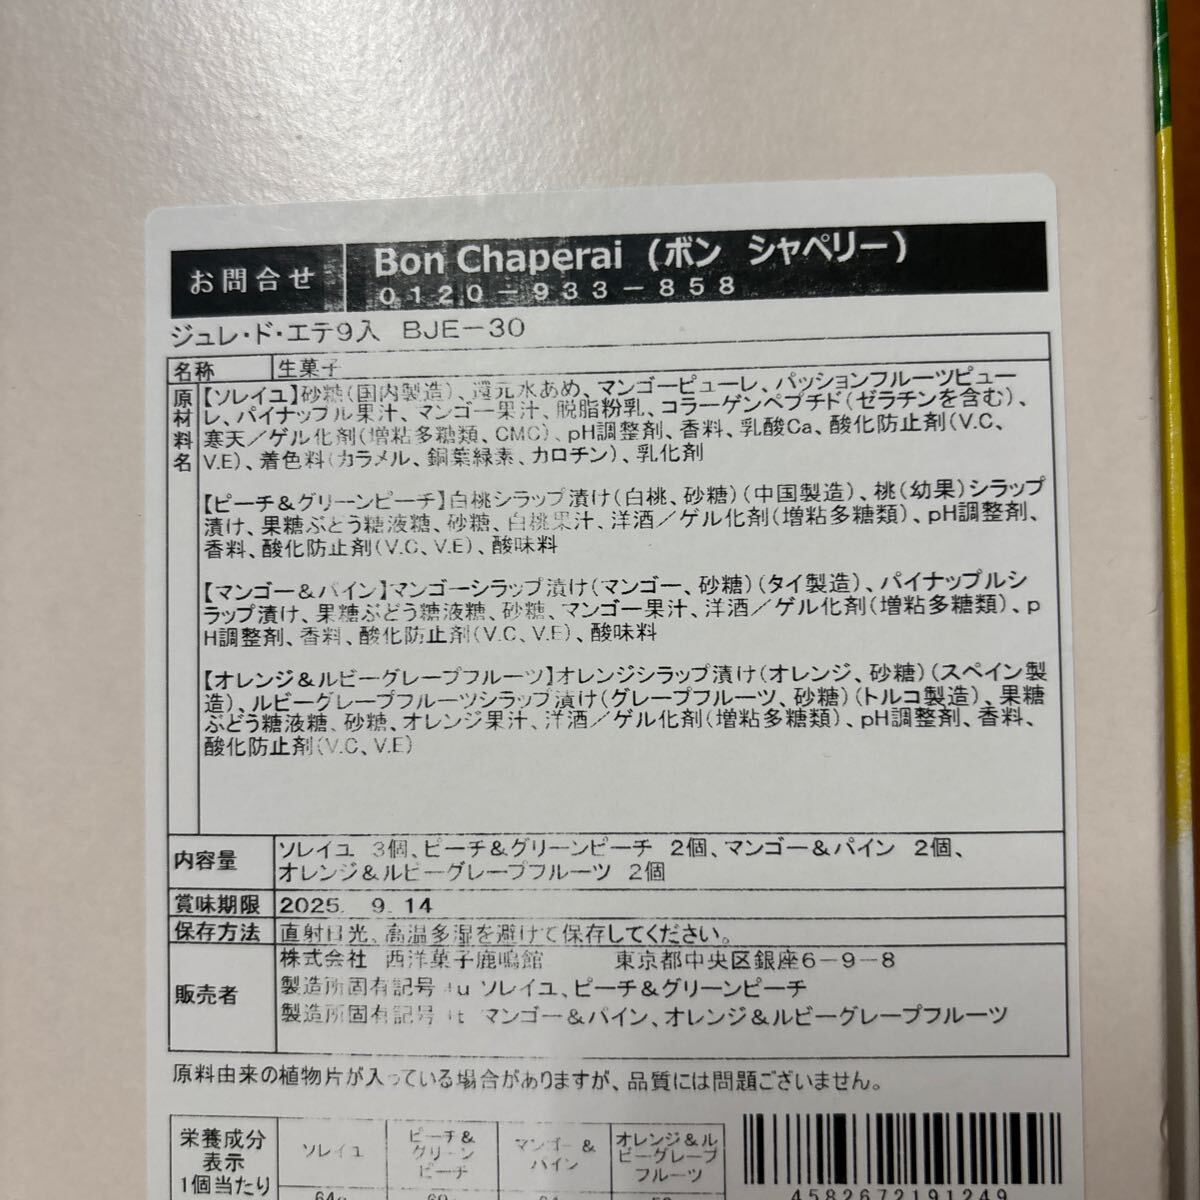 お問合せ Bon Chaperai (ボン シャペリー)
0120-933-858
ジュレ・ド・エテ9入 BJE-30
名称 生菓子
原材料名
【ソレイユ】砂糖(国内製造)、還元水あめ、マンゴーピューレ、パッションフルーツピュー
レ、パイナップル果汁、マンゴー果汁、脱脂粉乳、コラーゲンペプチド(ゼラチンを含む)、
寒天/ゲル化剤(増粘多糖類、CMC)、pH調整剤、香料、乳酸Ca、酸化防止剤(V.C、
V.E)、着色料(カラメル、銅葉緑素、カロチン)、乳化剤
【ピーチ&グリーンピーチ】白桃シラップ漬け(白桃、砂糖)(中国製造)、桃(幼果)シラップ
漬け、果糖ぶどう糖液糖、砂糖、白桃果汁、洋酒/ゲル化剤(増粘多糖類)、pH調整剤、
香料、酸化防止剤(V.C、V.E)、酸味料
【マンゴー&パイン】マンゴーシラップ漬け(マンゴー、砂糖)(タイ製造)、パイナップルシ
ラップ漬け、果糖ぶどう糖液糖、砂糖、マンゴー果汁、洋酒/ゲル化剤(増粘多糖類)、p
H調整剤、香料、酸化防止剤(V.C、V.E)、酸味料
【オレンジ&ルビーグレープフルーツ】オレンジシラップ漬け(オレンジ、砂糖)(スペイン製
造)、ルビーグレープフルーツシラップ漬け(グレープフルーツ、砂糖)(トルコ製造)、果糖
ぶどう糖液糖、砂糖、オレンジ果汁、洋酒/ゲル化剤(増粘多糖類)、pH調整剤、香料、
酸化防止剤(V.C、V.E)
内容量 ソレイユ 3個、ピーチ&グリーンピーチ 2個、マンゴー&パイン 2個、
オレンジ&ルビーグレープフルーツ 2個
賞味期限 2025. 9.14
保存方法 直射日光、高温多湿を避けて保存してください。
販売者
株式会社 西洋菓子鹿鳴館 東京都中央区銀座6-9-8
製造所固有記号 ソレイユ、ピーチ&グリーンピーチ
製造所固有記号 マンゴー&パイン、オレンジ&ルビーグレープフルーツ
原料由来の植物片が入っている場合がありますが、品質には問題ございません。
栄養成分
表示
1個当たり
ソレイユ
ピーチ&
グリーン
ピーチ
マンゴー&
パイン
オレンジ&ル
ビーグレープ
フルーツ
4582672191249